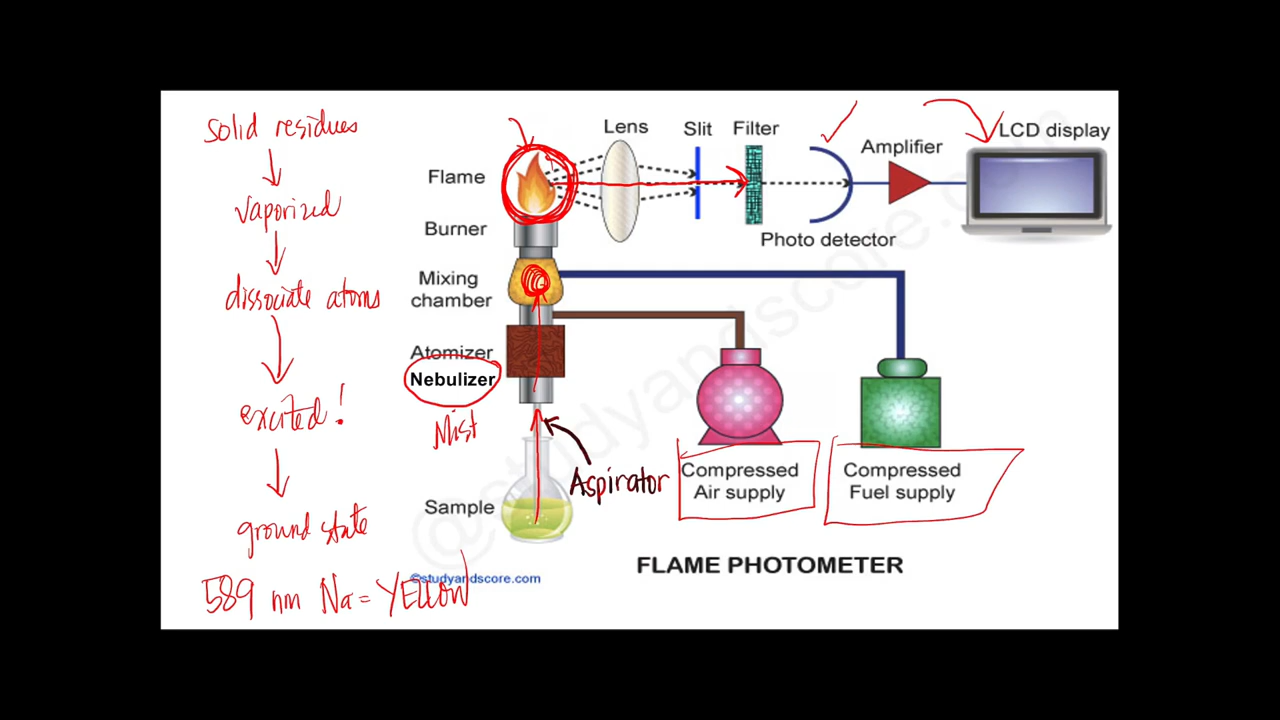 solid residues
vaporized
dissociate atoms
excited!
ground state
589 nm Na = YELLOW
Flame
Burner
Mixing
chamber
Atomizer
Nebulizer
Mist
Sample
Aspirator
Lens
Slit
Filter
Photo detector
Amplifier
LCD display
Compressed
Air supply
Compressed
Fuel supply
FLAME PHOTOMETER
©studyandscore.com
@studyandscore.com